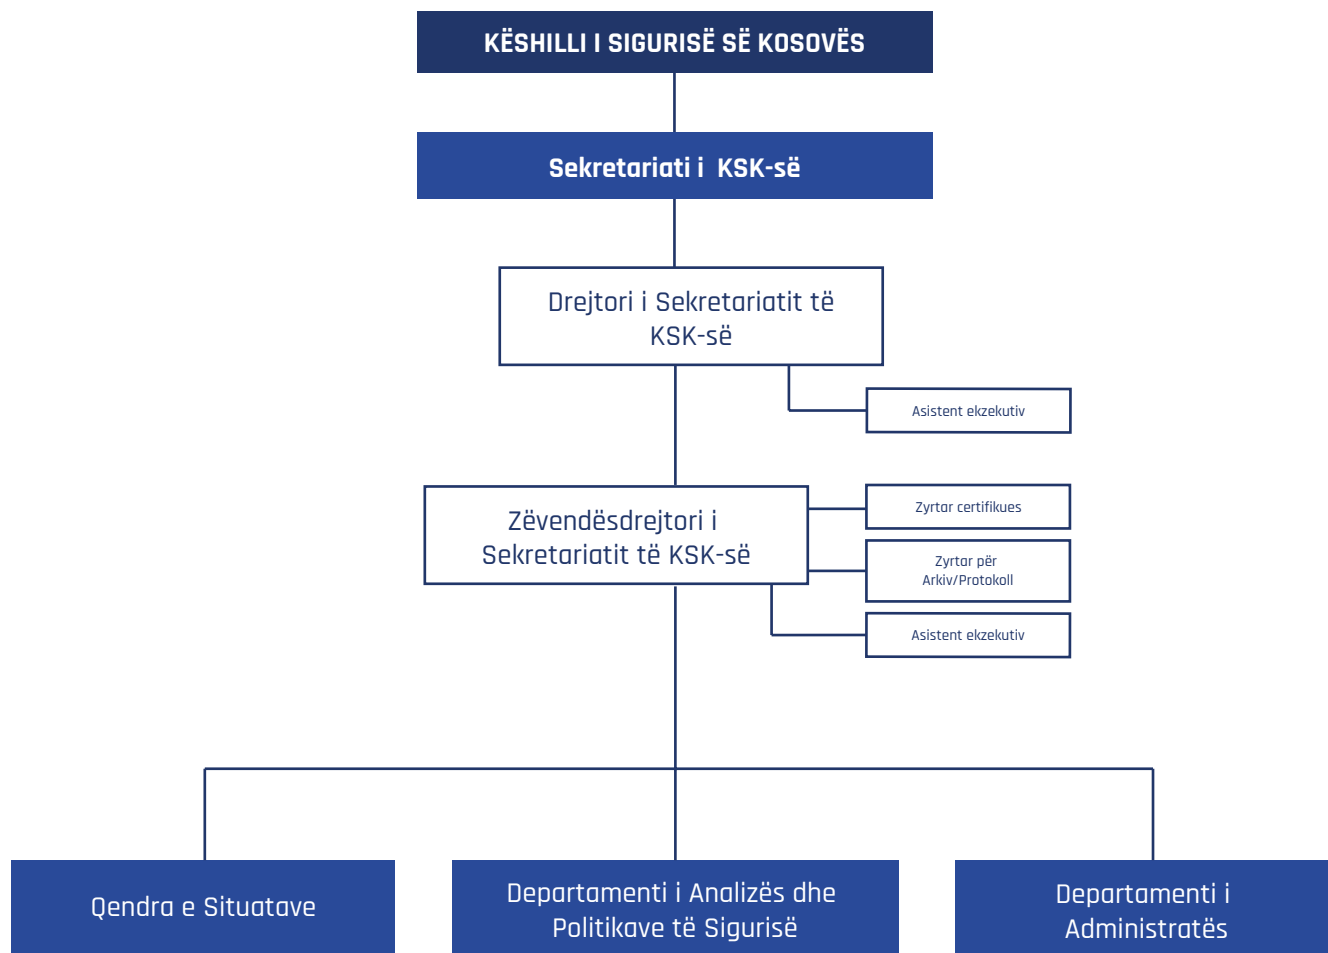 KËSHILLI I SIGURISË SË KOSOVËS
Sekretariati i KSK-së
Drejtori i Sekretariatit të
KSK-së
Asistent ekzekutiv
Zëvendësdrejtori i
Sekretariatit të KSK-së
Zyrtar certifikues
Zyrtar për
Arkiv/Protokoll
Asistent ekzekutiv
Qendra e Situatave
Departamenti i Analizës dhe
Politikave të Sigurisë
Departamenti i
Administratës